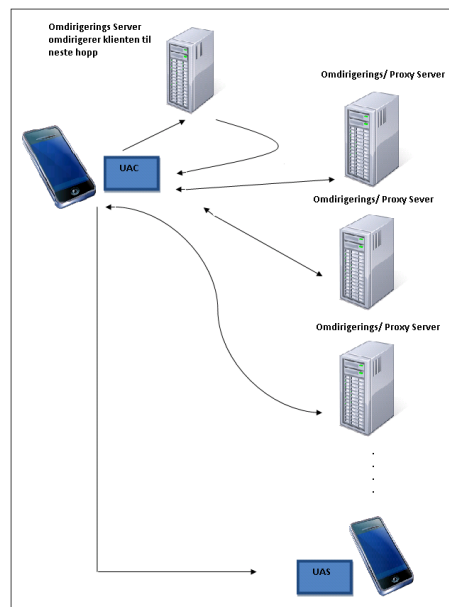 Omdirigerings Server
omdirigerer klienten til
neste hopp
Omdirigerings/ Proxy Server
UAC
Omdirigerings/ Proxy Sever
Omdirigerings/ Proxy Server
UAS